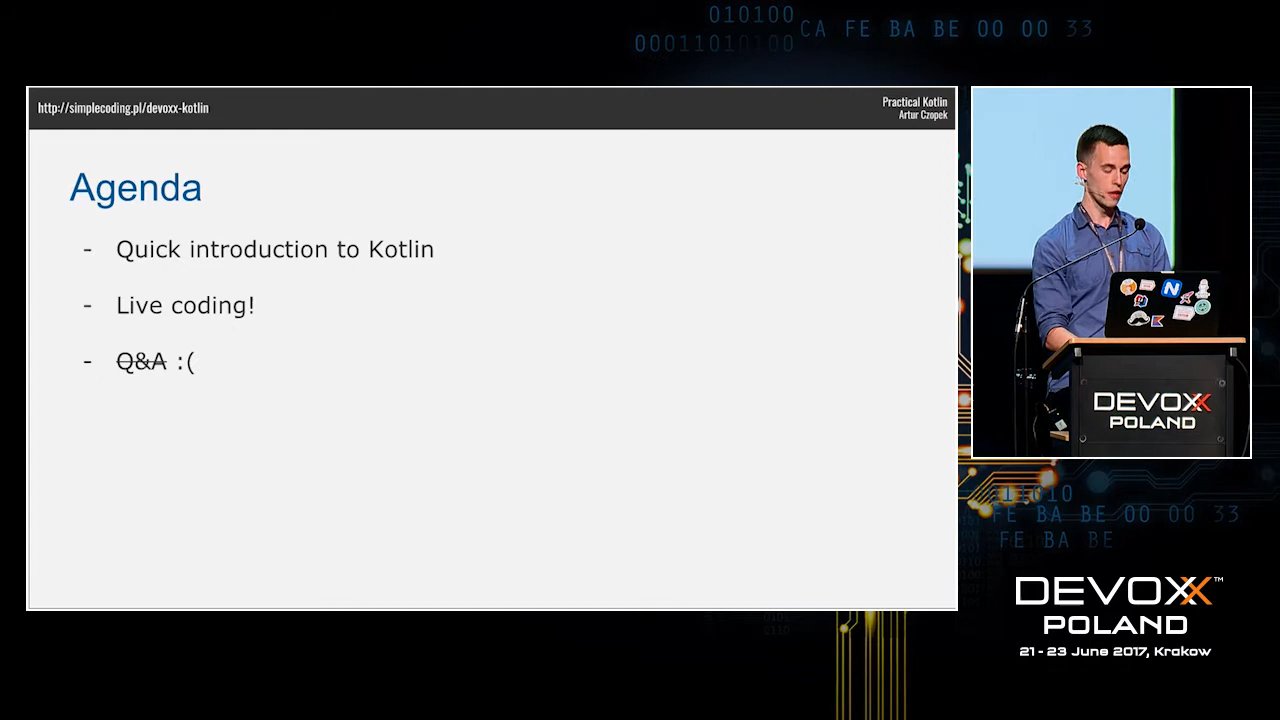 010100
CA FE BA BE 00 00 33
00011010100
http://simplecoding.pl/devoxx-kotlin
Practical Kotlin
Artur Czopek
Agenda
- Quick introduction to Kotlin
- Live coding!
- Q&A :(
N
DEVOXX
POLAND
011010
FE BA BE 00 00 33
FE BA BE
DEVOXX™
POLAND
21 - 23 June 2017, Krakow